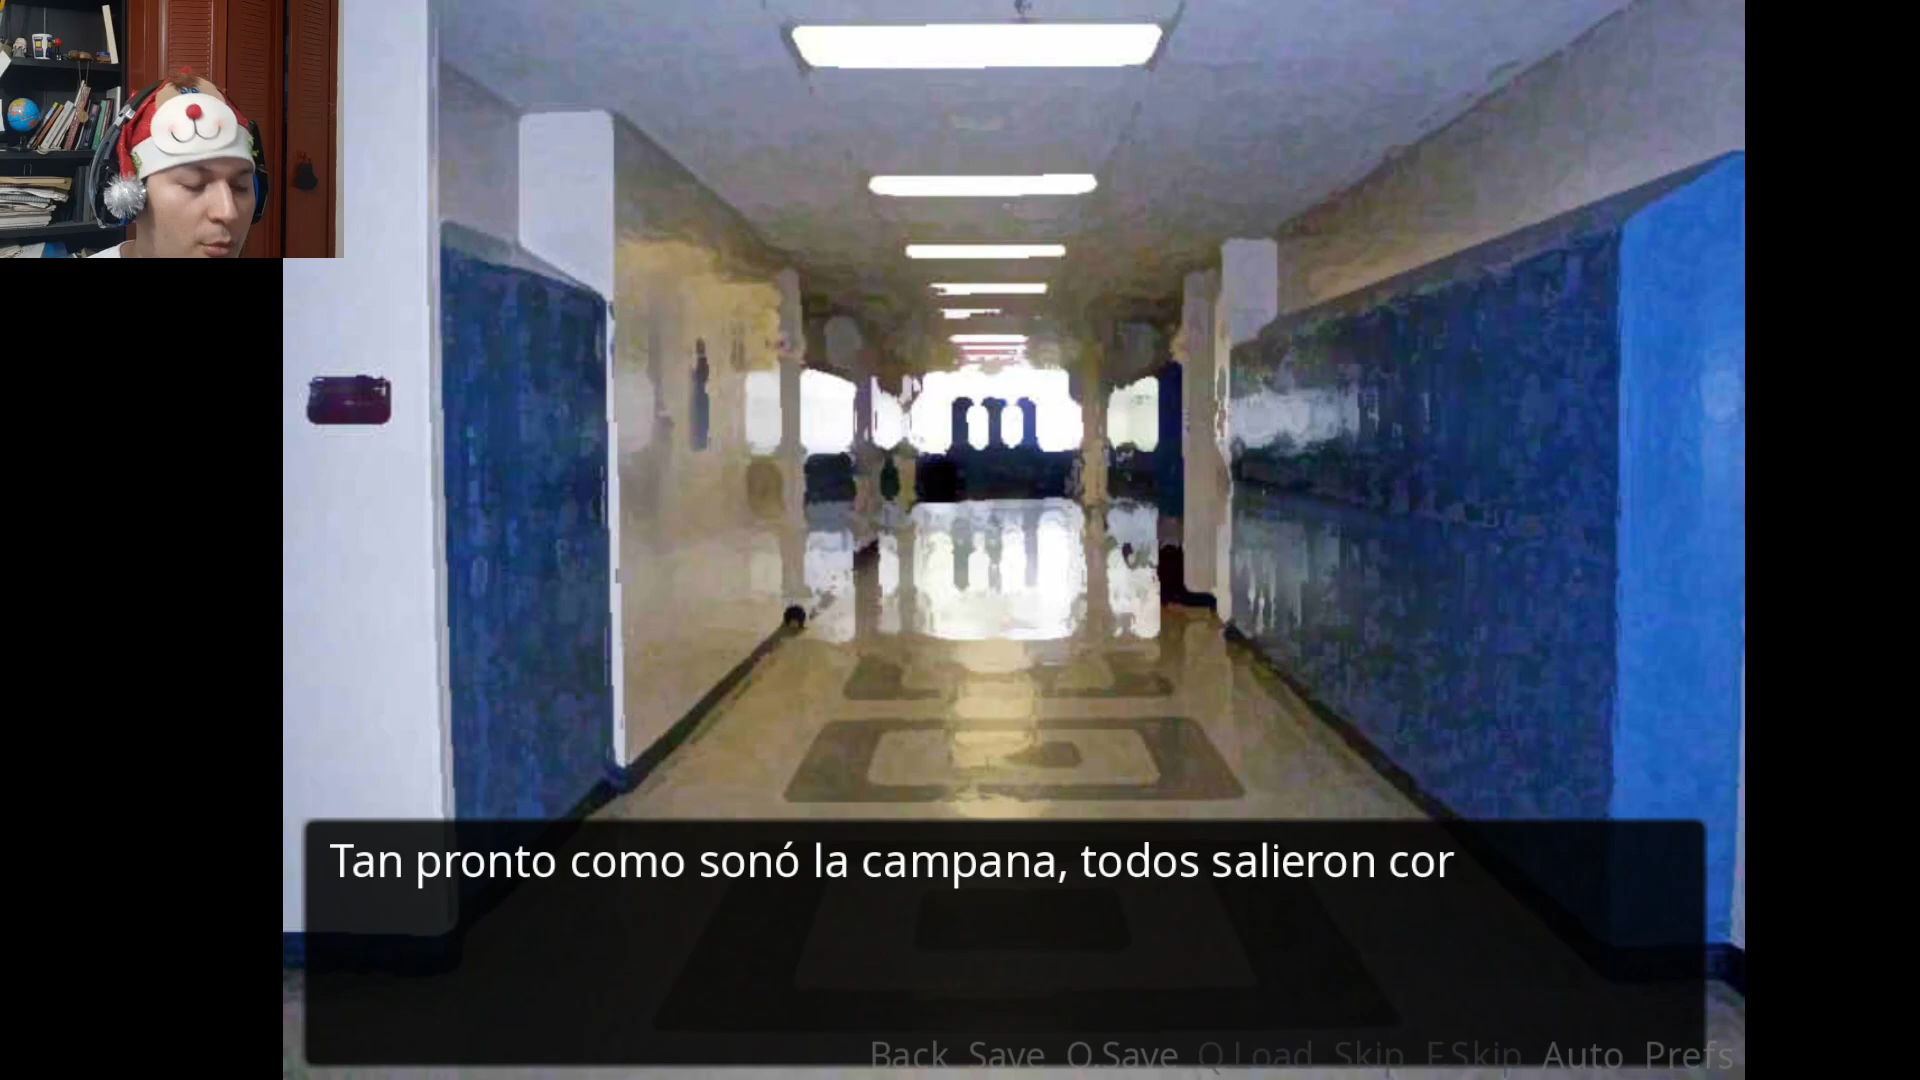 Tan pronto como sonó la campana, todos salieron cor
Back Save Q.Save Q.Load Skip F.Skip Auto Prefs